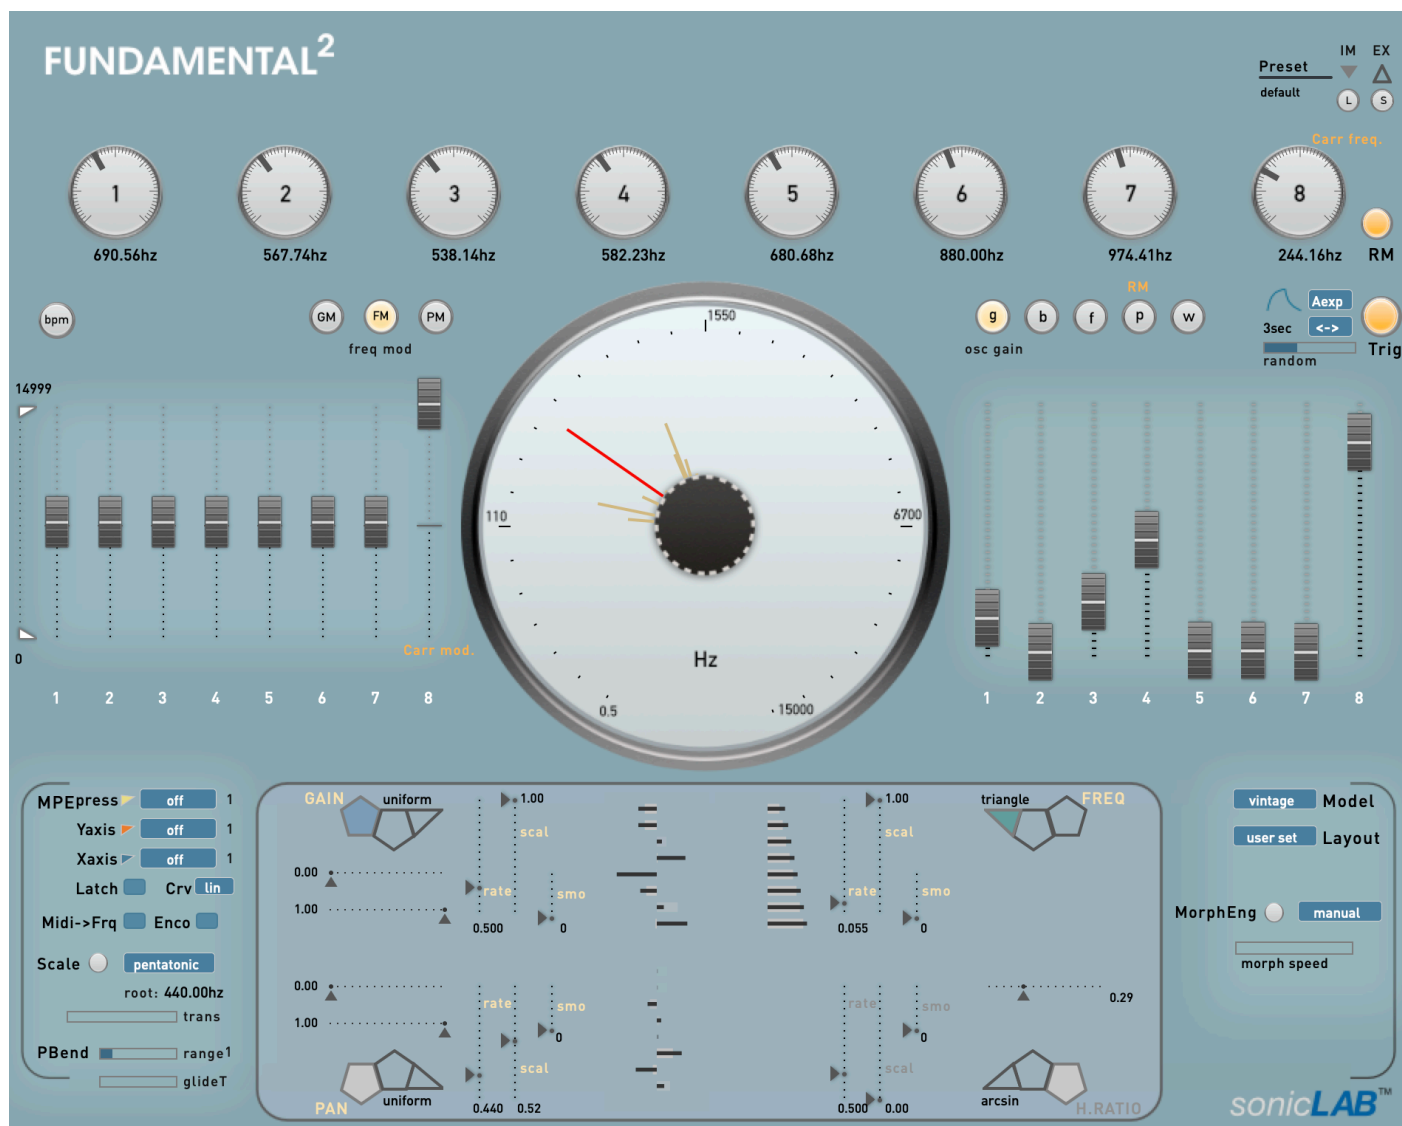 FUNDAMENTAL2
IM EX
Preset
default
L S
Carr freq.
1 2 3 4 5 6 7 8
690.56hz 567.74hz 538.14hz 582.23hz 680.68hz 880.00hz 974.41hz 244.16hz RM
bpm GM FM PM
freq mod
RM
g b f p w
osc gain
Aexp
3sec <->
Trig
random
14999
0
Carr mod.
1 2 3 4 5 6 7 8
1550
110 6700
Hz
0.5 15000
1 2 3 4 5 6 7 8
MPE press off 1
Yaxis off 1
Xaxis off 1
Latch Crv lin
Midi->Frq Enco
Scale pentatonic
root: 440.00hz
trans
PBend range 1
glideT
GAIN uniform 1.00
scal
0.00
rate smo
1.00
0.500 0
triangle FREQ
1.00
scal
rate smo
0.055 0
0.00
rate smo
1.00
0
scal
PAN uniform 0.440 0.52
rate smo
0.29
0
scal
arcsin H.RATIO
0.500 0.00
vintage Model
user set Layout
MorphEng manual
morph speed
sonicLAB™